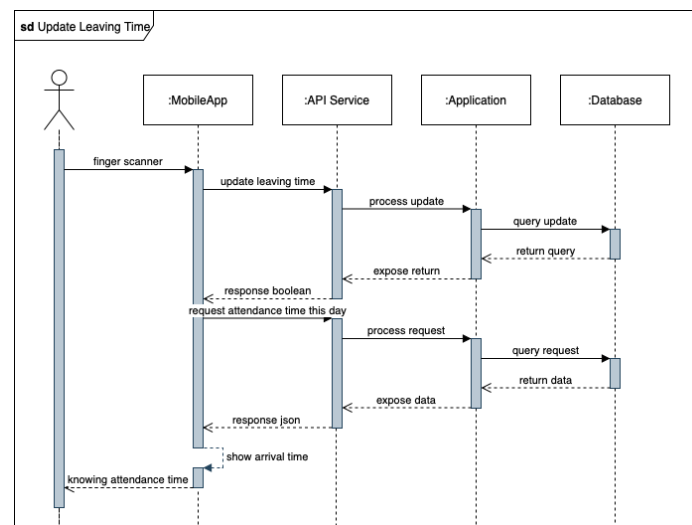 sd Update Leaving Time
:MobileApp
:API Service
:Application
:Database
finger scanner
update leaving time
process update
query update
return query
expose return
response boolean
request attendance time this day
process request
query request
return data
expose data
response json
show arrival time
knowing attendance time